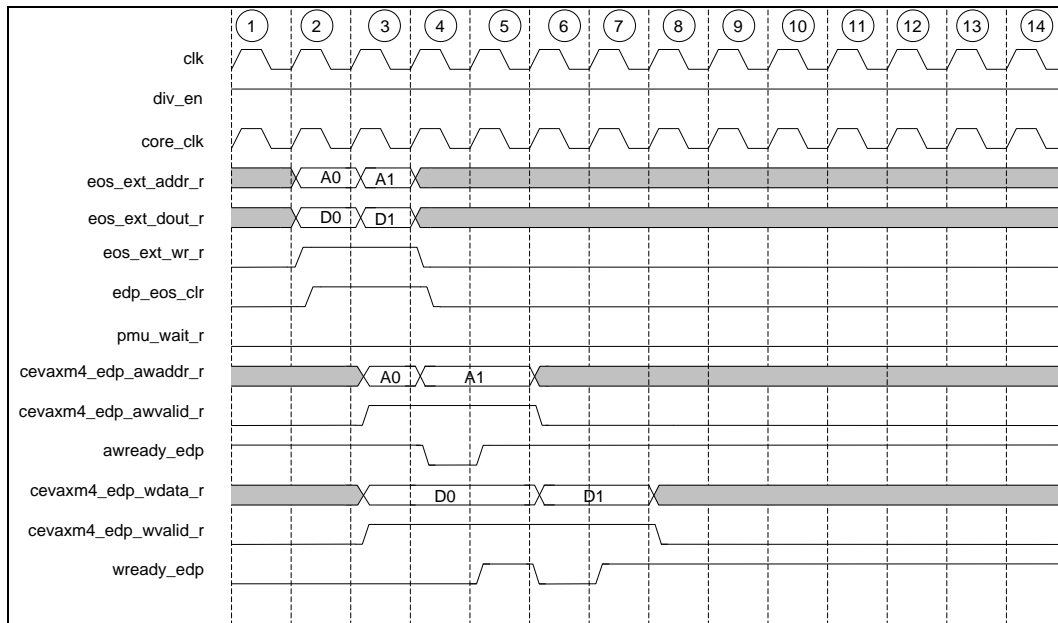 1 2 3 4 5 6 7 8 9 10 11 12 13 14
clk
div_en
core_clk
eos_ext_addr_r A0 A1
eos_ext_dout_r D0 D1
eos_ext_wr_r
edp_eos_clr
pmu_wait_r
cevaxm4_edp_awaddr_r A0 A1
cevaxm4_edp_awvalid_r
awready_edp
cevaxm4_edp_wdata_r D0 D1
cevaxm4_edp_wvalid_r
wready_edp